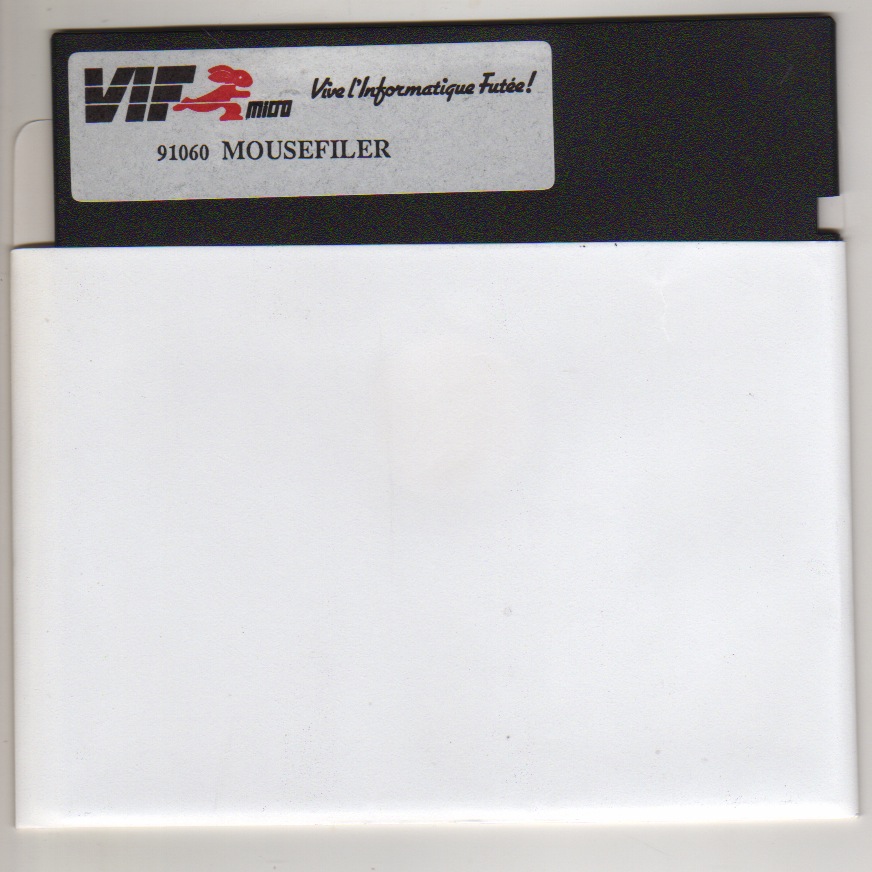 VIF micro Vive l'Informatique Futée!
91060 MOUSEFILER